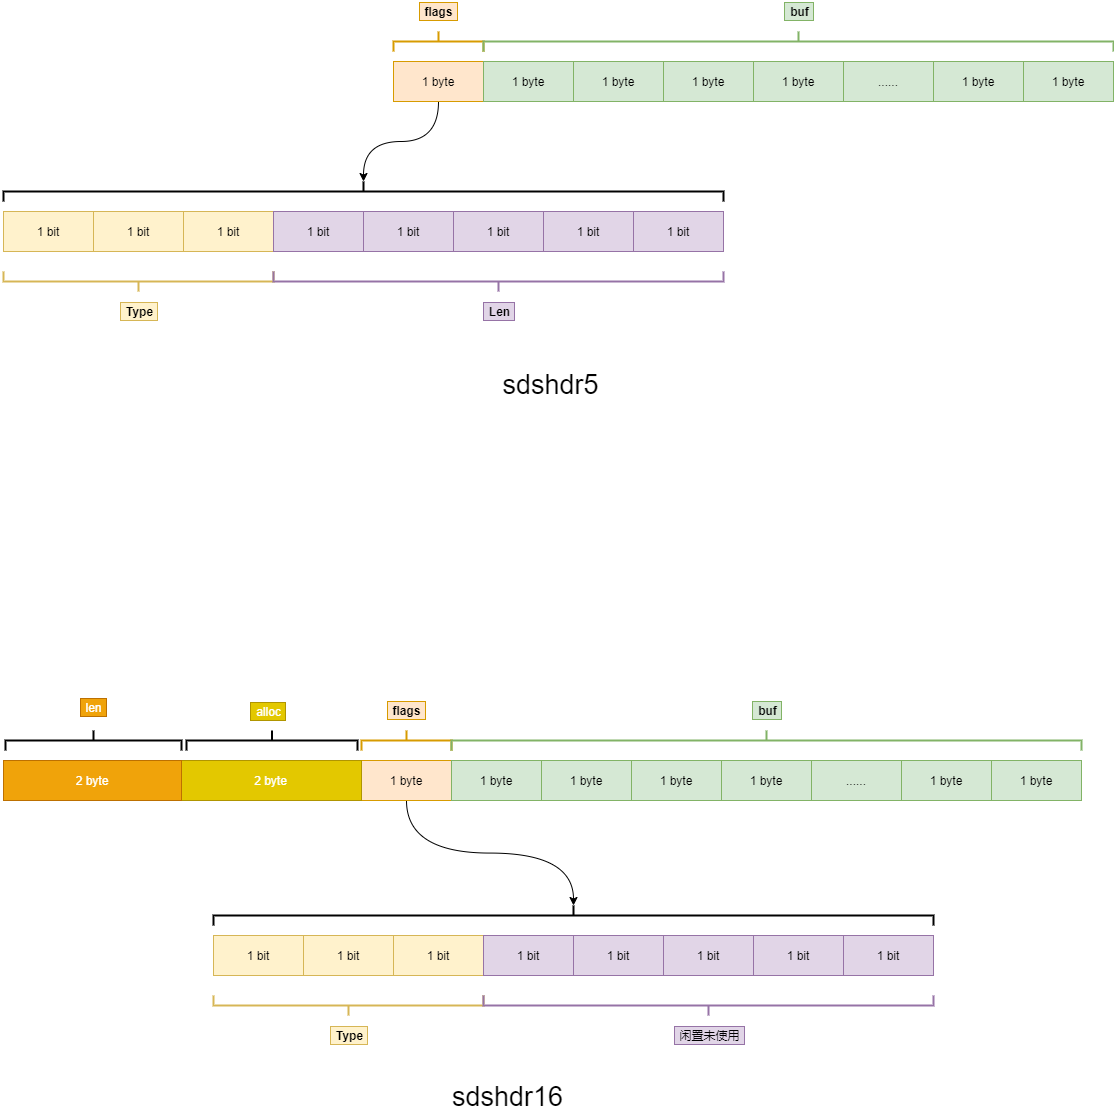 flags buf
1 byte 1 byte 1 byte 1 byte 1 byte ...... 1 byte 1 byte
1 bit 1 bit 1 bit 1 bit 1 bit 1 bit 1 bit 1 bit
Type Len
sdshdr5
len alloc flags buf
2 byte 2 byte 1 byte 1 byte 1 byte 1 byte 1 byte ...... 1 byte 1 byte
1 bit 1 bit 1 bit 1 bit 1 bit 1 bit 1 bit 1 bit
Type 闲置未使用
sdshdr16